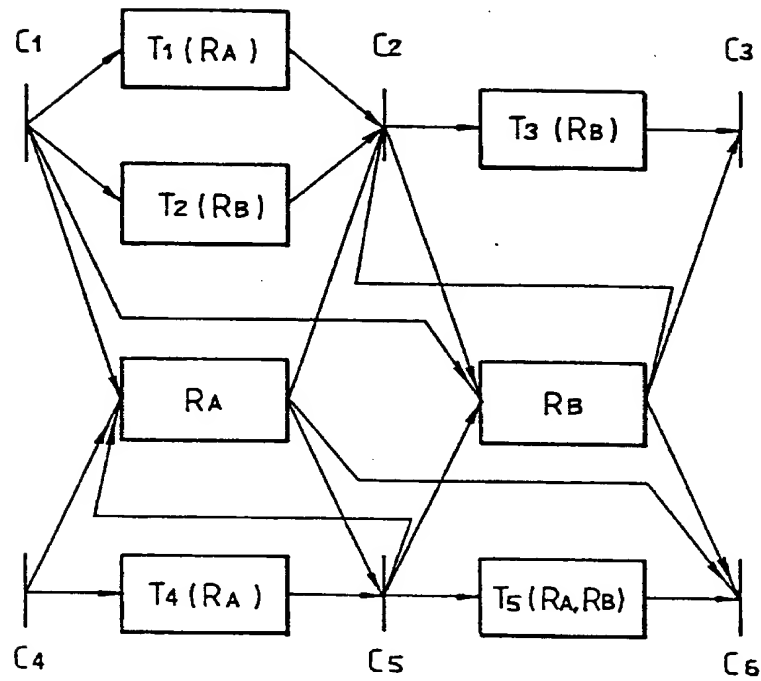 C1
T1 (RA)
C2
C3
T3 (RB)
T2 (RB)
RA
RB
T4 (RA)
T5 (RA, RB)
C4
C5
C6